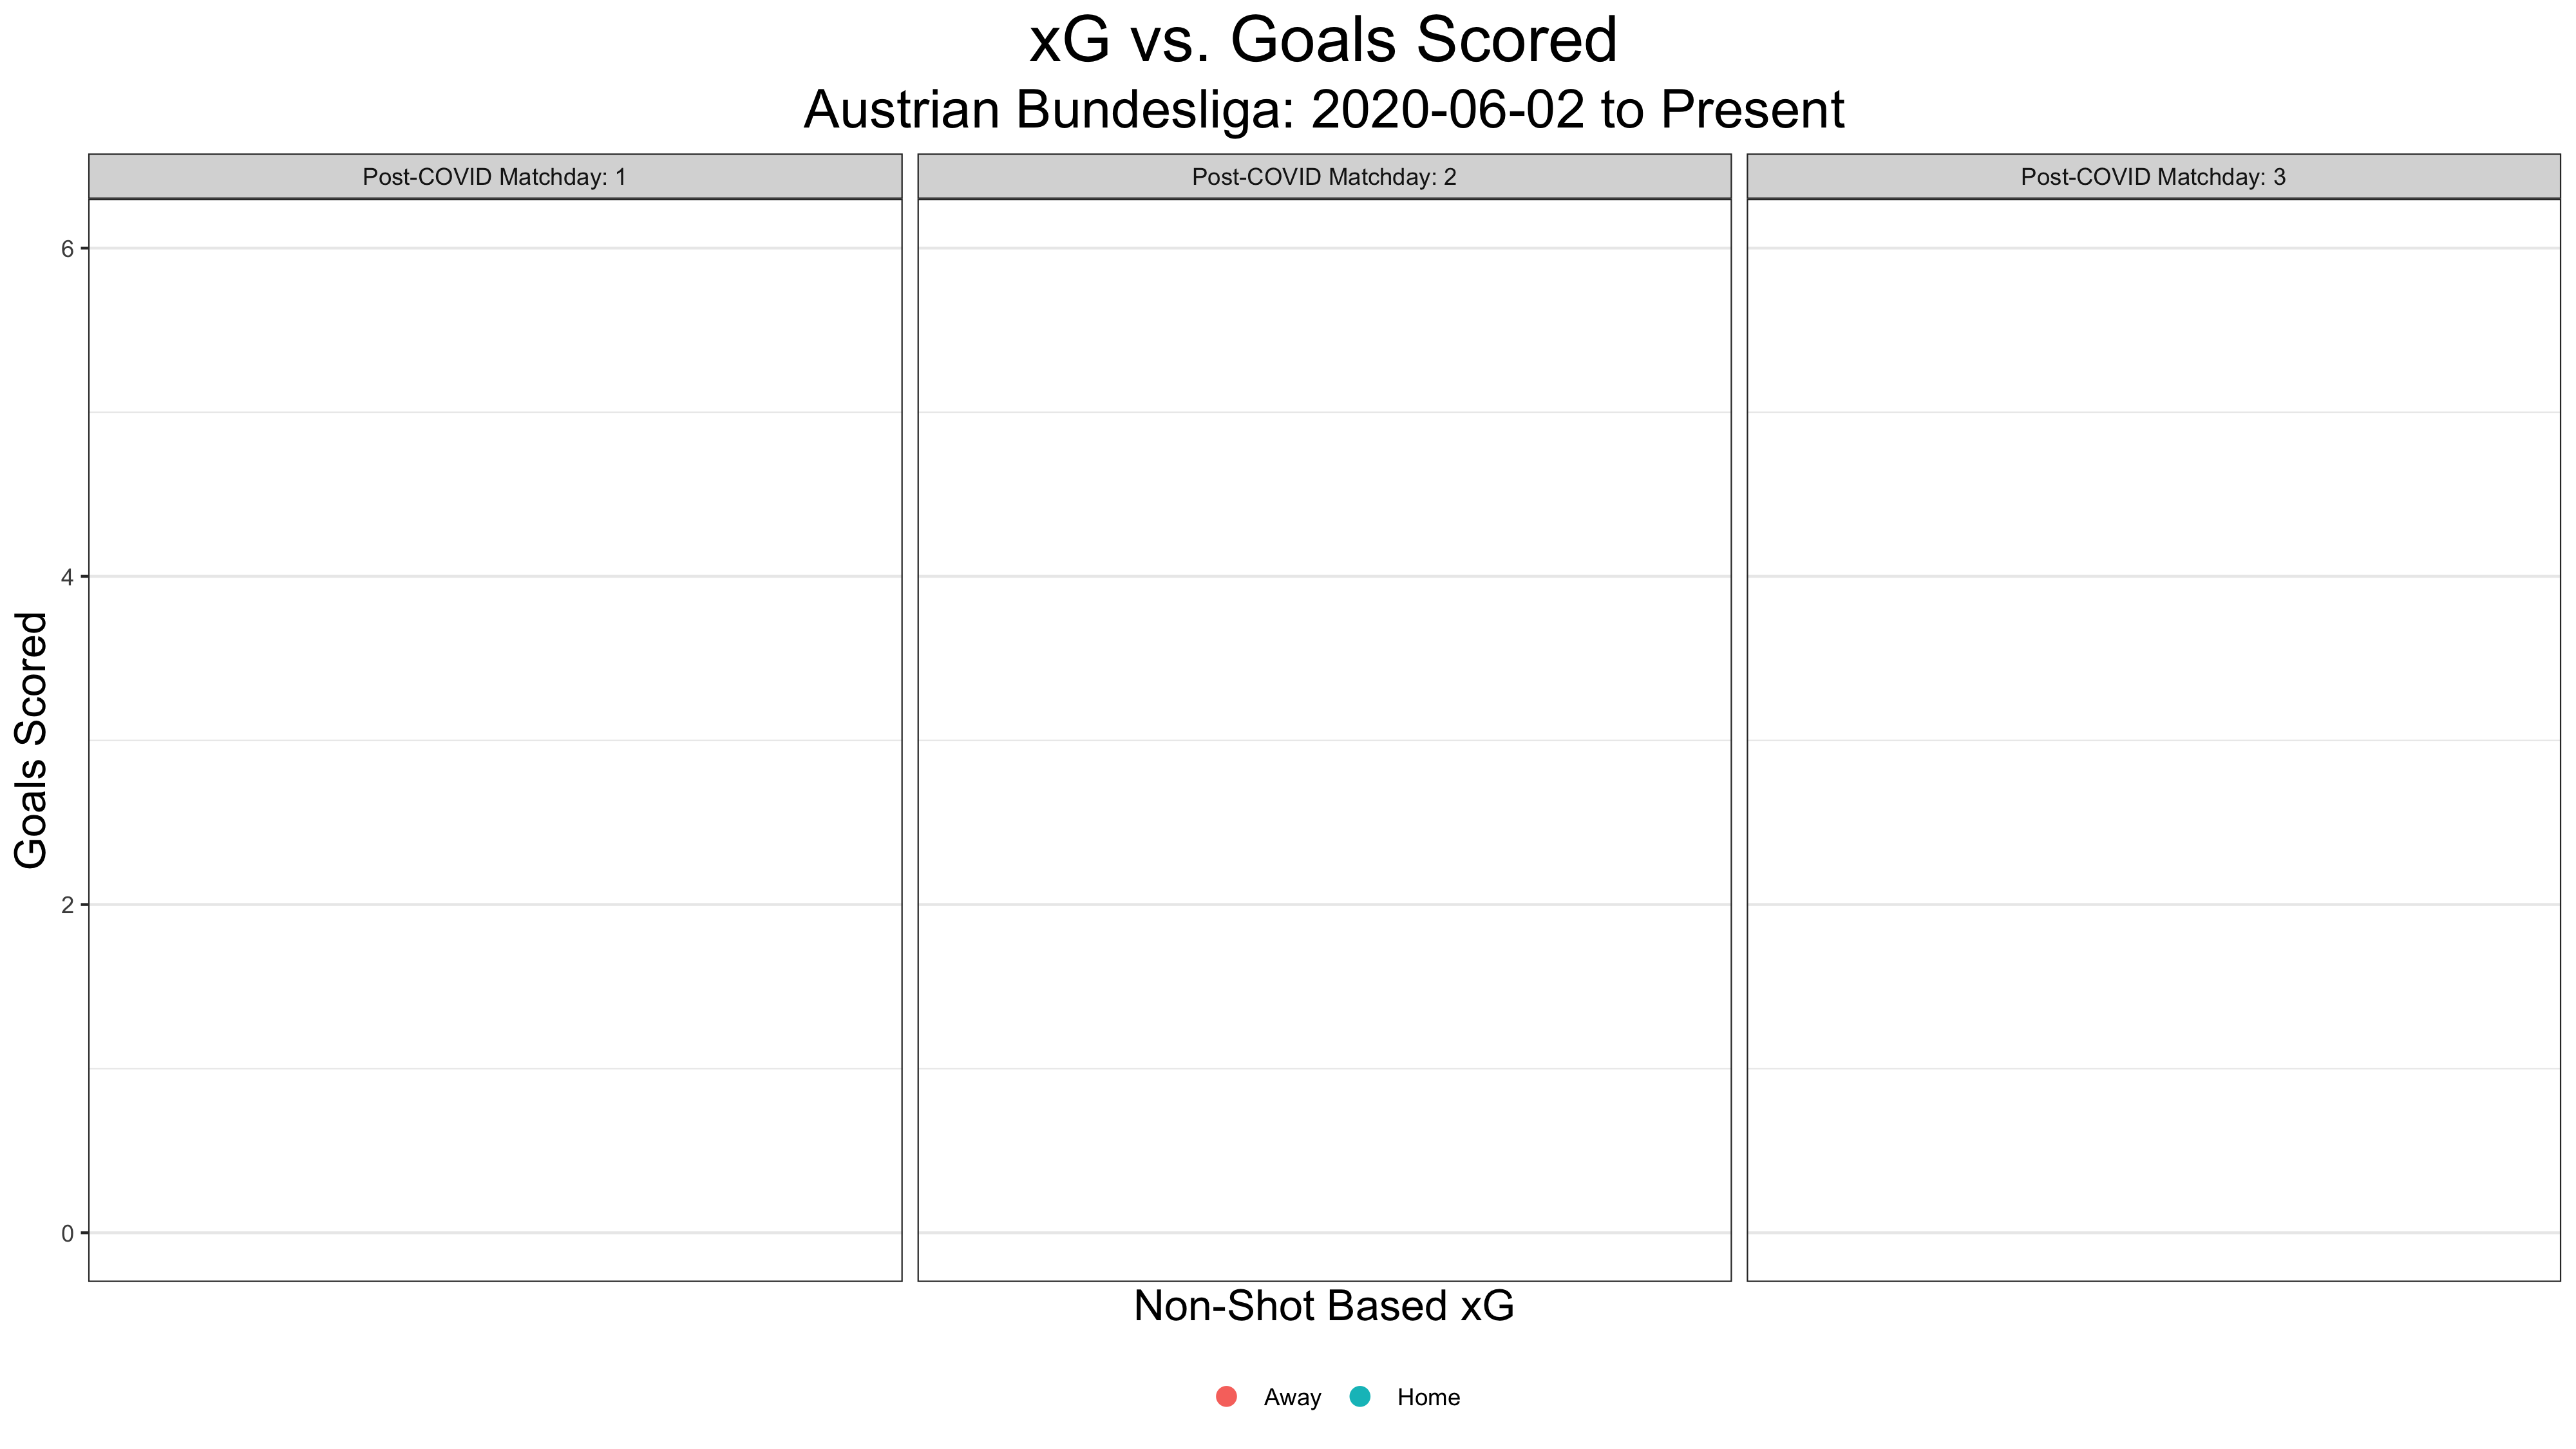 xG vs. Goals Scored
Austrian Bundesliga: 2020-06-02 to Present
Post-COVID Matchday: 1
Post-COVID Matchday: 2
Post-COVID Matchday: 3
6
4
2
0
Goals Scored
Non-Shot Based xG
Away
Home